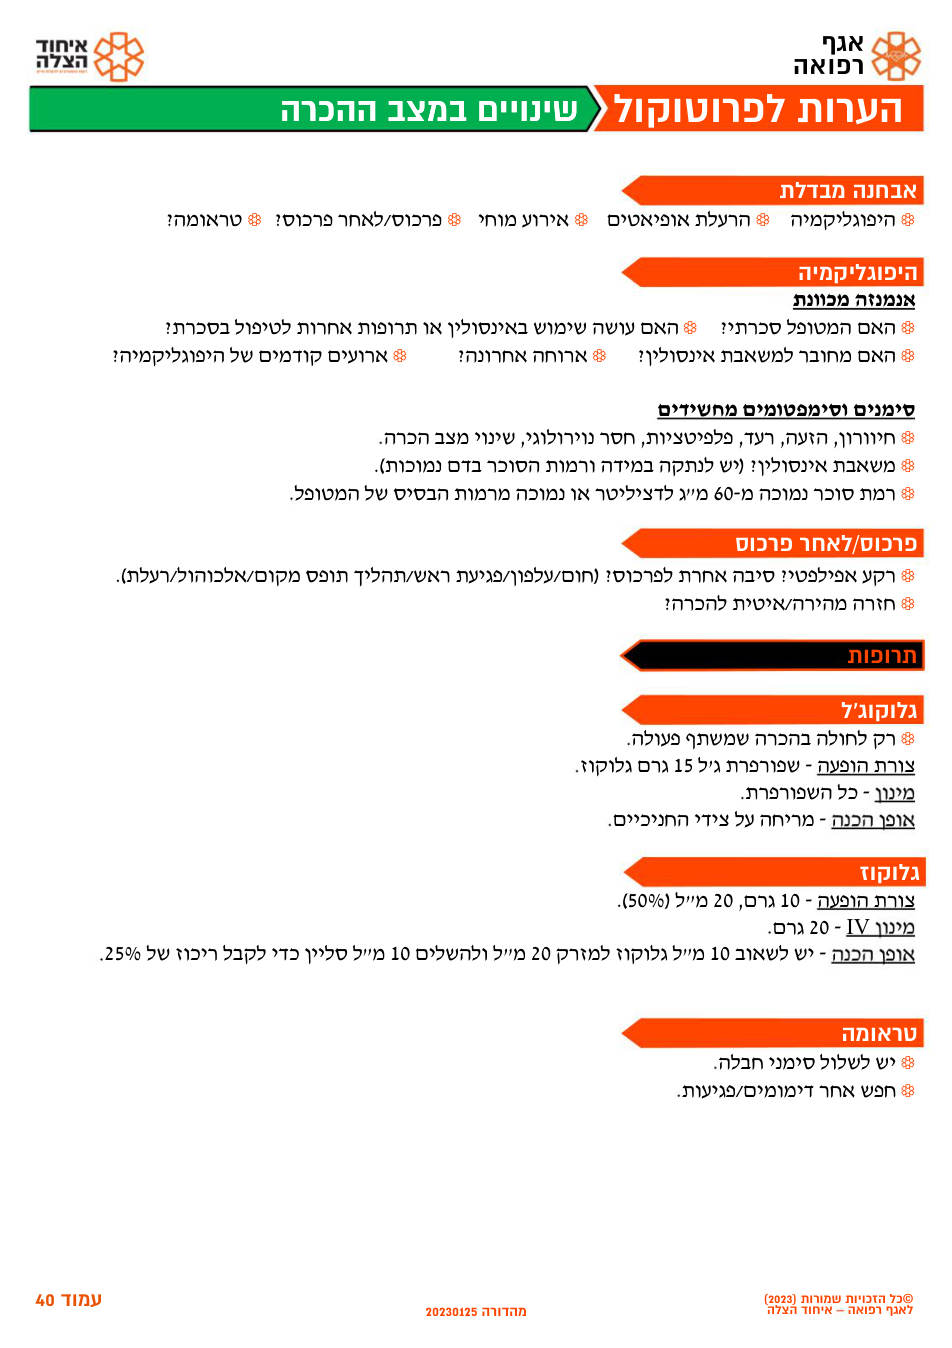 אגף
רפואה
איחוד
הצלה
הערות לפרוטוקול
שינויים במצב ההכרה
אבחנה מבדלת
היפוגליקמיה הרעלת אופיאטים אירוע מוחי פרכוס/לאחר פרכוס? טראומה?
היפוגליקמיה
אנמנזה מכוונת
האם המטופל סכרתי? האם עושה שימוש באינסולין או תרופות אחרות לטיפול בסכרת?
האם מחובר למשאבת אינסולין? ארוחה אחרונה? ארועים קודמים של היפוגליקמיה?
סימנים וסימפטומים מחשידים
חיוורון, הזעה, רעד, פלפיטציות, חסר נוירולוגי, שינוי מצב הכרה.
משאבת אינסולין? (יש לנתקה במידה ורמות הסוכר בדם נמוכות).
רמת סוכר נמוכה מ-60 מ״ג לדציליטר או נמוכה מרמות הבסיס של המטופל.
פרכוס/לאחר פרכוס
רקע אפילפטי? סיבה אחרת לפרכוס? (חום/עלפון/פגיעת ראש/תהליך תופס מקום/אלכוהול/רעלת).
חזרה מהירה/איטית להכרה?
תרופות
גלוקוג'ל
רק לחולה בהכרה שמשתף פעולה.
צורת הופעה - שפורפרת ג׳ל 15 גרם גלוקוז.
מינון - כל השפורפרת.
אופן הכנה - מריחה על צידי החניכיים.
גלוקוז
צורת הופעה - 10 גרם, 20 מ״ל (50%).
מינון IV - 20 גרם.
אופן הכנה - יש לשאוב 10 מ״ל גלוקוז למזרק 20 מ״ל ולהשלים 10 מ״ל סליין כדי לקבל ריכוז של 25%.
טראומה
יש לשלול סימני חבלה.
חפש אחר דימומים/פגיעות.
©כל הזכויות שמורות (2023)
לאגף רפואה – איחוד הצלה
מהדורה 20230125
עמוד 40